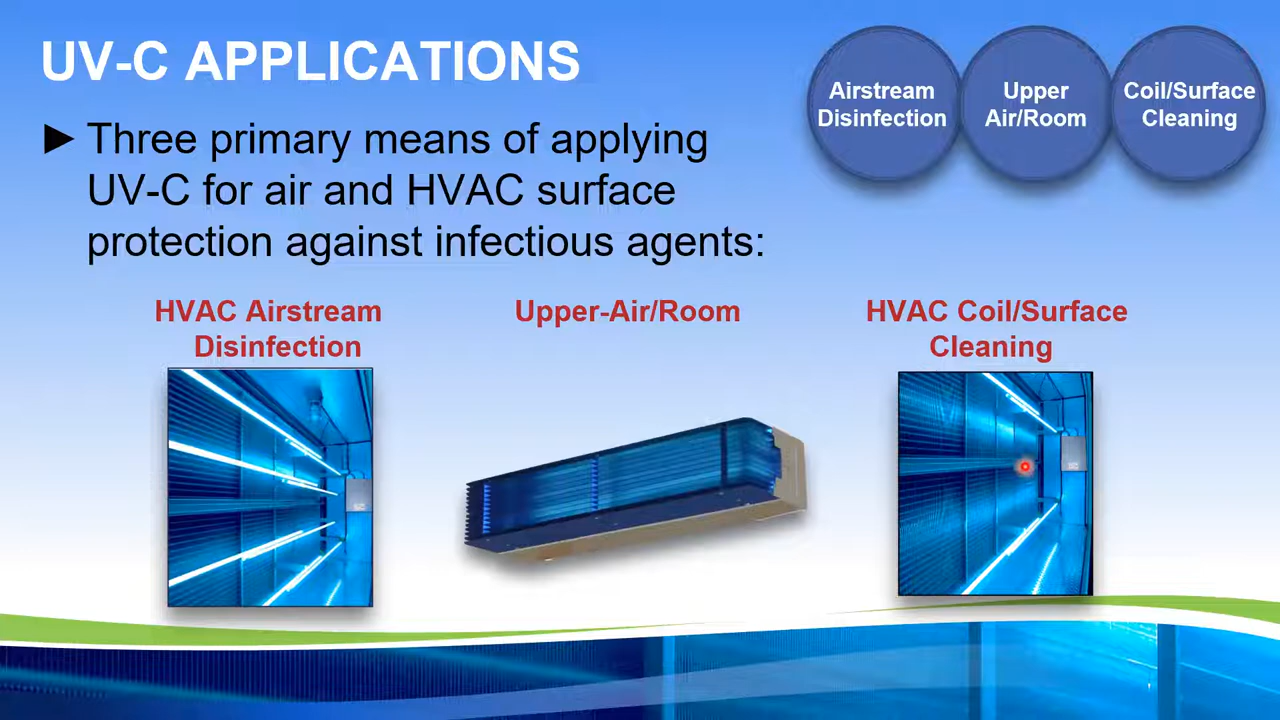 UV-C APPLICATIONS
Airstream
Disinfection
Upper
Air/Room
Coil/Surface
Cleaning
► Three primary means of applying
UV-C for air and HVAC surface
protection against infectious agents:
HVAC Airstream
Disinfection
Upper-Air/Room
HVAC Coil/Surface
Cleaning